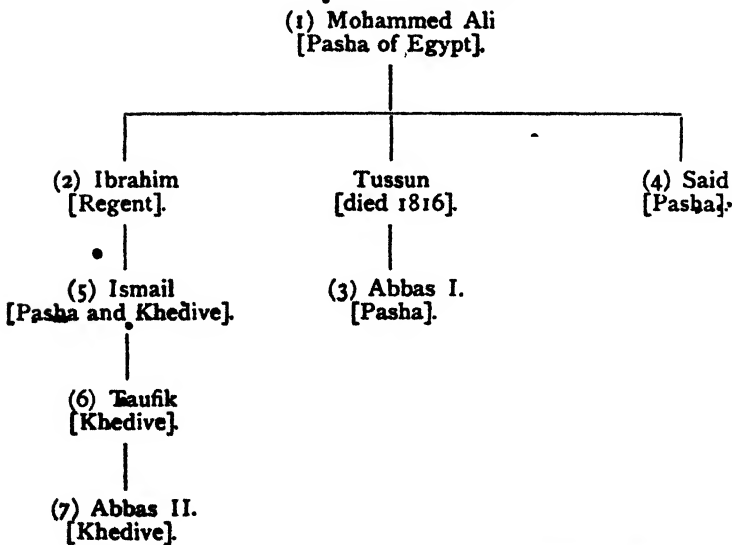 (1) Mohammed Ali
[Pasha of Egypt].
(2) Ibrahim
[Regent].
Tussun
[died 1816].
(4) Said
[Pasha].
(5) Ismail
[Pasha and Khedive].
(3) Abbas I.
[Pasha].
(6) Taufik
[Khedive].
(7) Abbas II.
[Khedive].